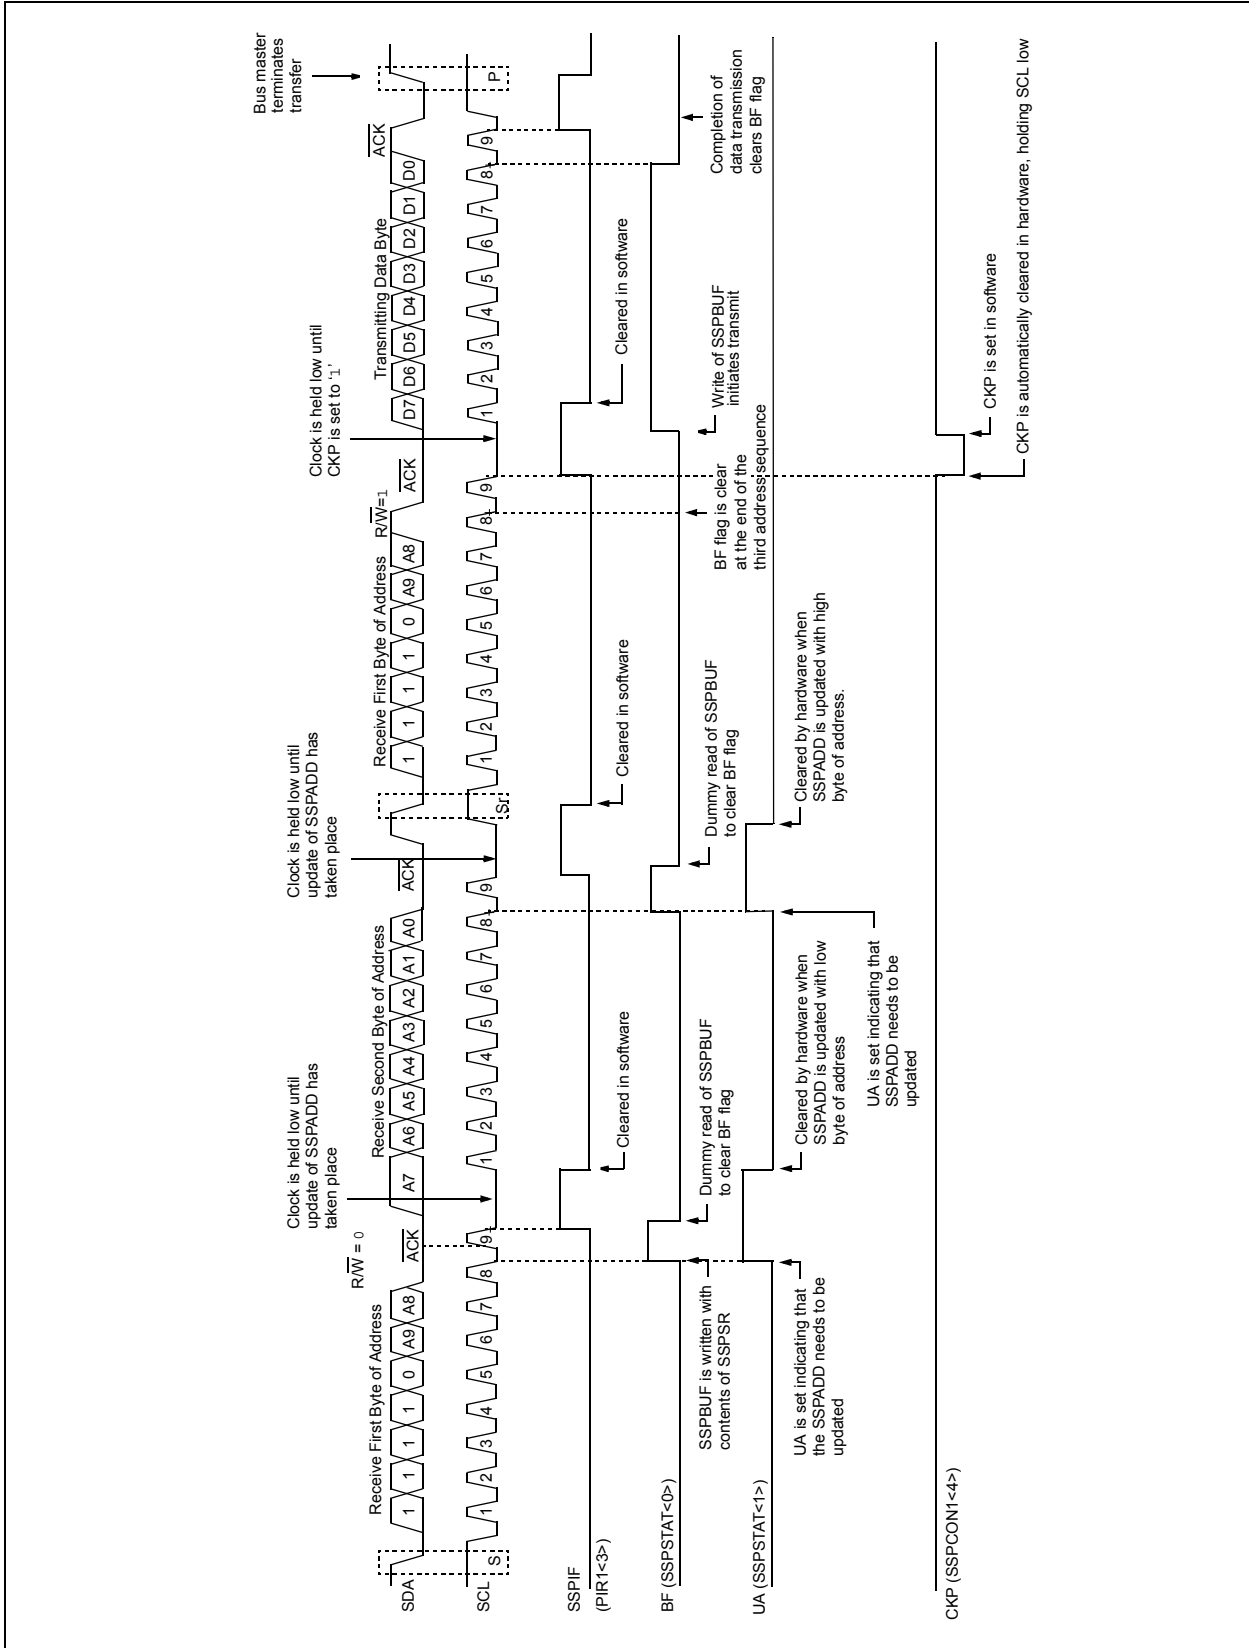 Bus master
terminates
transfer
Clock is held low until
CKP is set to ‘1’
Clock is held low until
update of SSPADD has
taken place
Clock is held low until
update of SSPADD has
taken place
Receive First Byte of Address
R/W = 0
Receive Second Byte of Address
Receive First Byte of Address
R/W=1
Transmitting Data Byte
ACK
SDA
1 1 1 1 0 A9 A8
ACK
A7 A6 A5 A4 A3 A2 A1 A0
ACK
1 1 1 1 0 A9 A8
ACK
D7 D6 D5 D4 D3 D2 D1 D0
SCL
S
1 2 3 4 5 6 7 8 9
1 2 3 4 5 6 7 8 9
Sr
1 2 3 4 5 6 7 8 9
1 2 3 4 5 6 7 8 9
P
SSPIF
(PIR1<3>)
Cleared in software
Cleared in software
Cleared in software
BF (SSPSTAT<0>)
SSPBUF is written with
contents of SSPSR
Dummy read of SSPBUF
to clear BF flag
Dummy read of SSPBUF
to clear BF flag
BF flag is clear
at the end of the
third address sequence
Write of SSPBUF
initiates transmit
Completion of
data transmission
clears BF flag
UA (SSPSTAT<1>)
UA is set indicating that
the SSPADD needs to be
updated
Cleared by hardware when
SSPADD is updated with low
byte of address
UA is set indicating that
SSPADD needs to be
updated
Cleared by hardware when
SSPADD is updated with high
byte of address.
CKP (SSPCON1<4>)
CKP is set in software
CKP is automatically cleared in hardware, holding SCL low